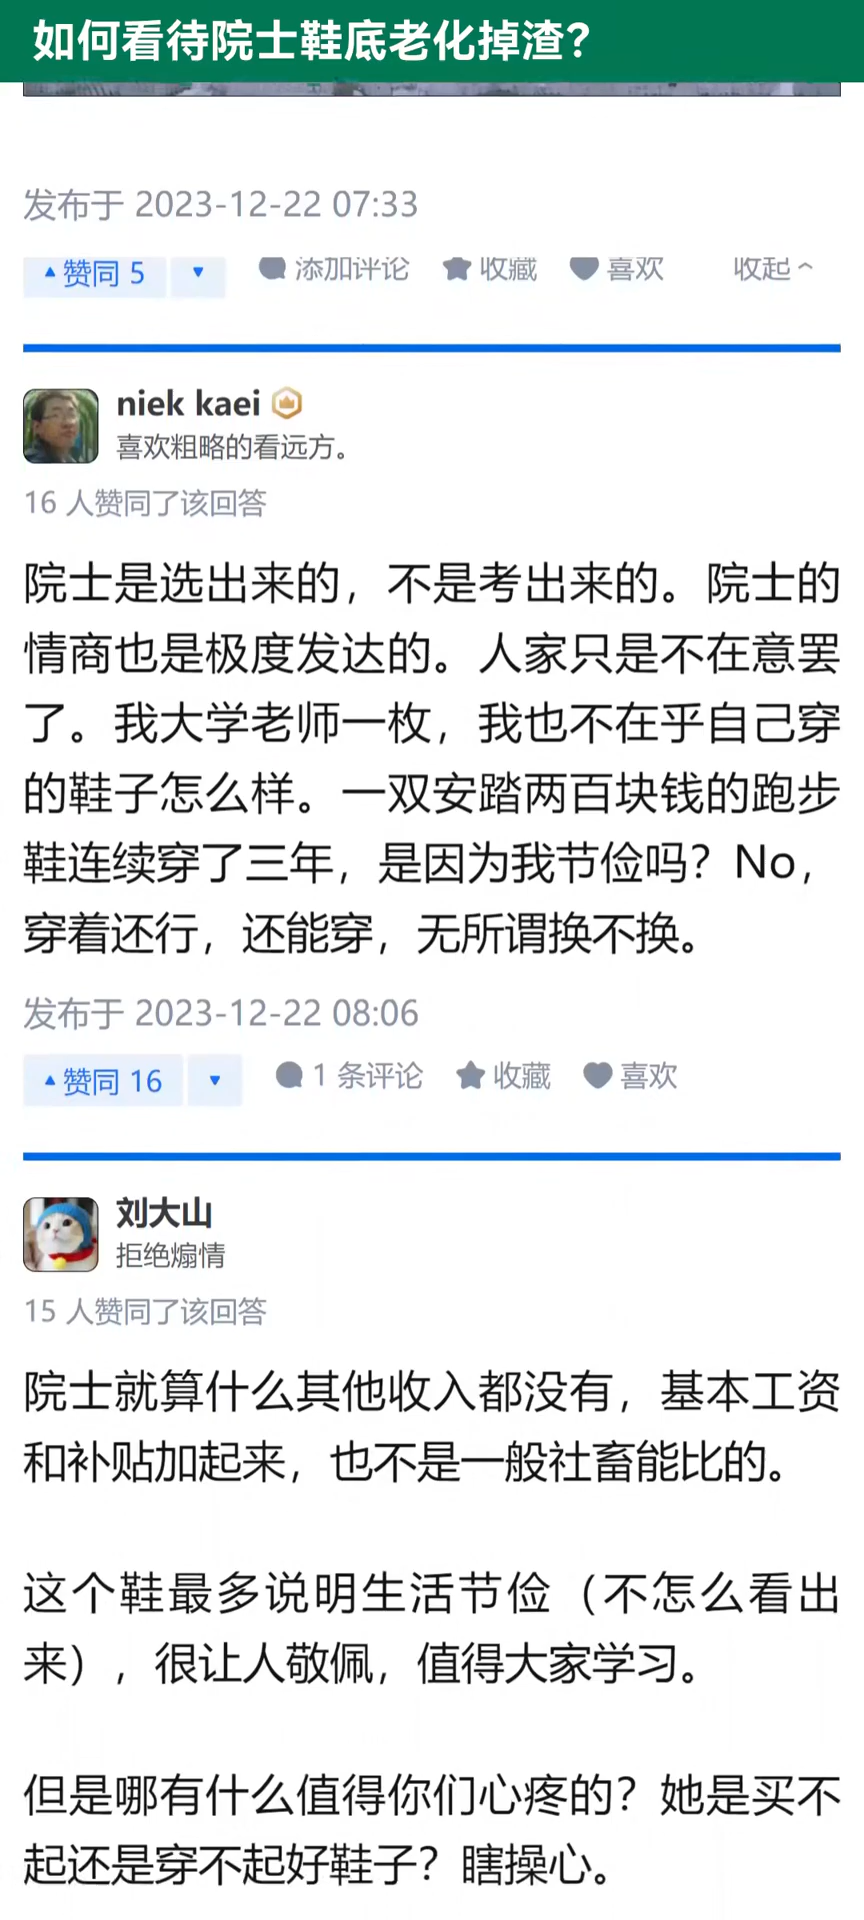 如何看待院士鞋底老化掉渣?
发布于 2023-12-22 07:33
赞同 5
添加评论 收藏 喜欢 收起
niek kaei
喜欢粗略的看远方。
16 人赞同了该回答
院士是选出来的，不是考出来的。院士的
情商也是极度发达的。人家只是不在意罢
了。我大学老师一枚，我也不在乎自己穿
的鞋子怎么样。一双安踏两百块钱的跑步
鞋连续穿了三年，是因为我节俭吗？No，
穿着还行，还能穿，无所谓换不换。
发布于 2023-12-22 08:06
赞同 16 1 条评论 收藏 喜欢
刘大山
拒绝煽情
15 人赞同了该回答
院士就算什么其他收入都没有，基本工资
和补贴加起来，也不是一般社畜能比的。
这个鞋最多说明生活节俭（不怎么看出
来），很让人敬佩，值得大家学习。
但是哪有什么值得你们心疼的？她是买不
起还是穿不起好鞋子？瞎操心。